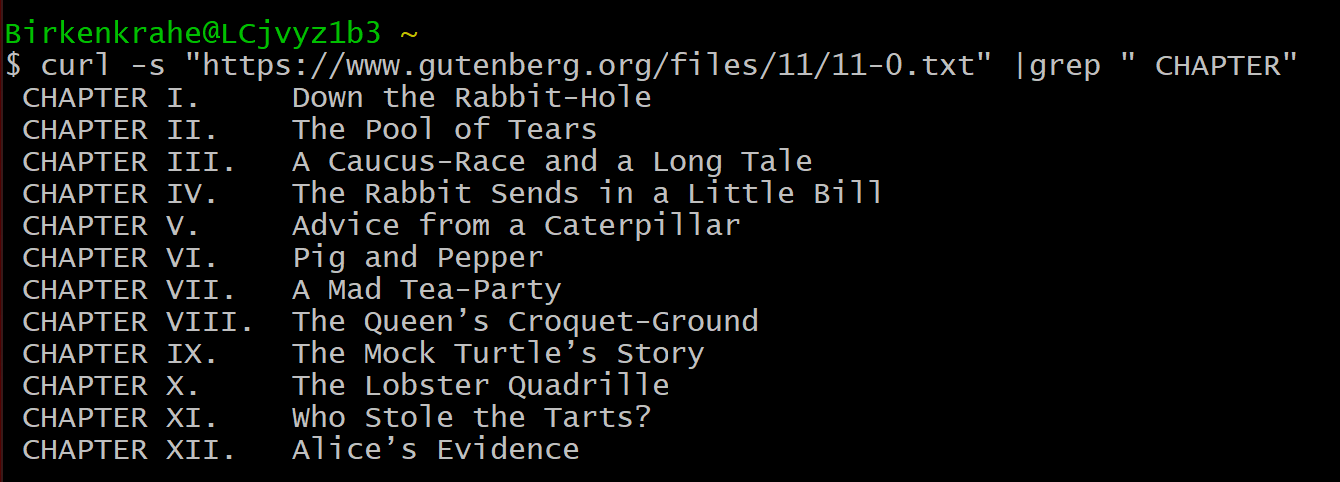 Birkenkrahe@LCjvyz1b3 ~
$ curl -s "https://www.gutenberg.org/files/11/11-0.txt" |grep " CHAPTER"
 CHAPTER I.     Down the Rabbit-Hole
 CHAPTER II.    The Pool of Tears
 CHAPTER III.   A Caucus-Race and a Long Tale
 CHAPTER IV.    The Rabbit Sends in a Little Bill
 CHAPTER V.     Advice from a Caterpillar
 CHAPTER VI.    Pig and Pepper
 CHAPTER VII.   A Mad Tea-Party
 CHAPTER VIII.  The Queen’s Croquet-Ground
 CHAPTER IX.    The Mock Turtle’s Story
 CHAPTER X.     The Lobster Quadrille
 CHAPTER XI.    Who Stole the Tarts?
 CHAPTER XII.   Alice’s Evidence